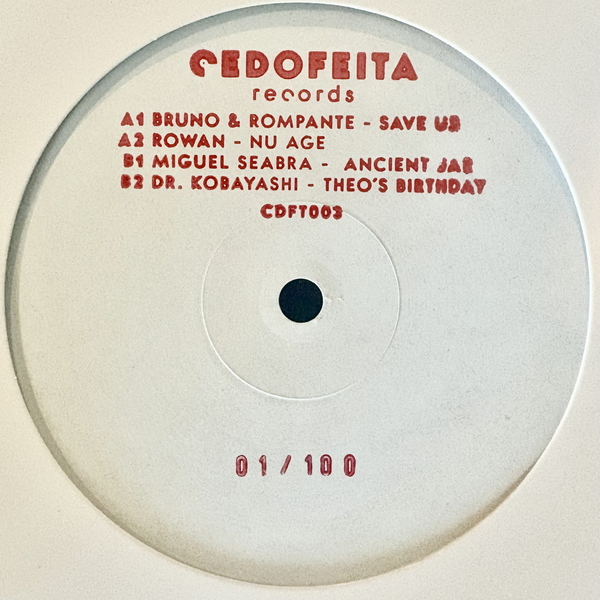 CEDOFEITA
records
A1 BRUNO & ROMPANTE - SAVE US
A2 ROWAN - NU AGE
B1 MIGUEL SEABRA - ANCIENT JAR
B2 DR. KOBAYASHI - THEO'S BIRTHDAY
CDFT003
01/100